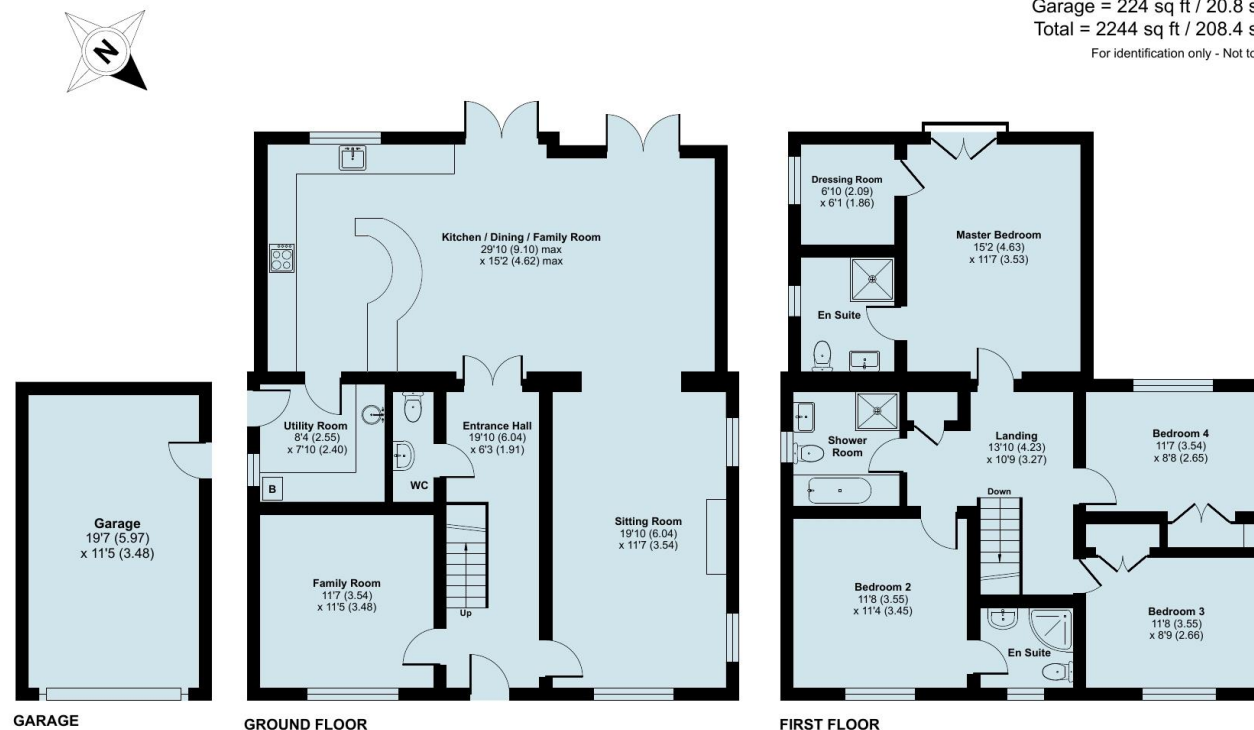 Garage = 224 sq ft / 20.8 s
Total = 2244 sq ft / 208.4 s
For identification only - Not to
N
Kitchen / Dining / Family Room
29'10 (9.10) max
x 15'2 (4.62) max
Utility Room
8'4 (2.55)
x 7'10 (2.40)
B
WC
Entrance Hall
19'10 (6.04)
x 6'3 (1.91)
Up
Sitting Room
19'10 (6.04)
x 11'7 (3.54)
Family Room
11'7 (3.54)
x 11'5 (3.48)
Garage
19'7 (5.97)
x 11'5 (3.48)
Dressing Room
6'10 (2.09)
x 6'1 (1.86)
Master Bedroom
15'2 (4.63)
x 11'7 (3.53)
En Suite
Shower
Room
Landing
13'10 (4.23)
x 10'9 (3.27)
Down
Bedroom 4
11'7 (3.54)
x 8'8 (2.65)
Bedroom 2
11'8 (3.55)
x 11'4 (3.45)
En Suite
Bedroom 3
11'8 (3.55)
x 8'9 (2.66)
GARAGE
GROUND FLOOR
FIRST FLOOR